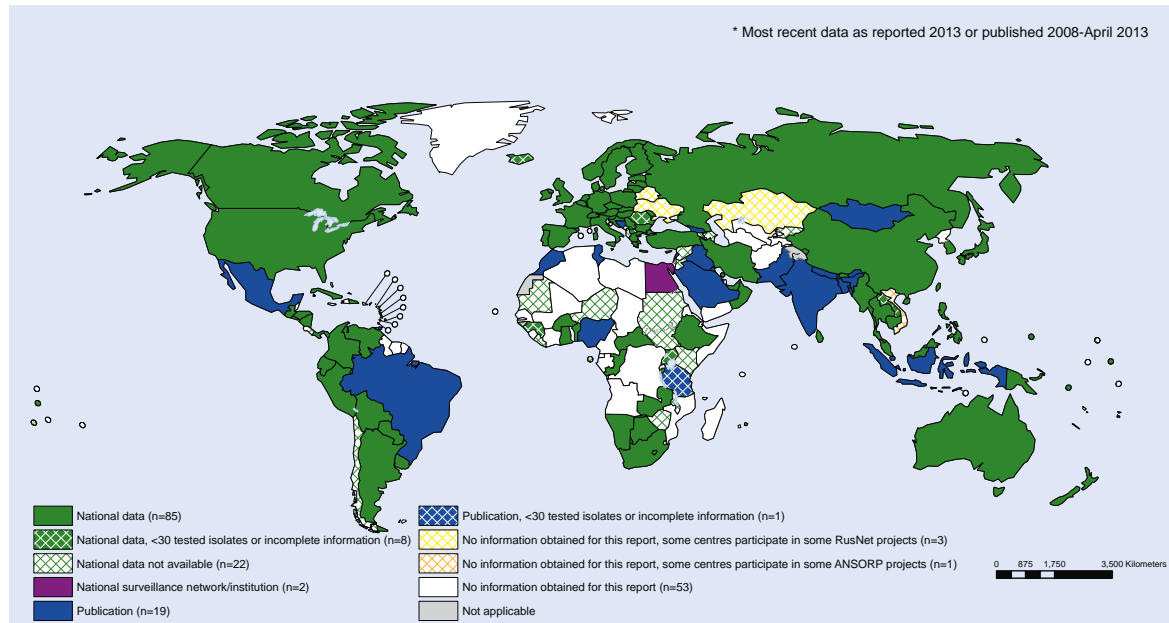 * Most recent data as reported 2013 or published 2008-April 2013
National data (n=85)
National data, <30 tested isolates or incomplete information (n=8)
National data not available (n=22)
National surveillance network/institution (n=2)
Publication (n=19)
Publication, <30 tested isolates or incomplete information (n=1)
No information obtained for this report, some centres participate in some RusNet projects (n=3)
No information obtained for this report, some centres participate in some ANSORP projects (n=1)
No information obtained for this report (n=53)
Not applicable
0 875 1,750 3,500 Kilometers